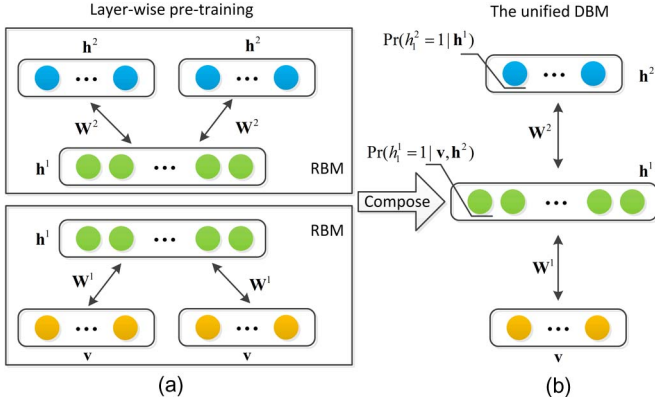 Layer-wise pre-training
h² h²
••• •••
W² W²
h¹ ••• RBM
h¹ ••• RBM
W¹ W¹
••• •••
v v
(a)
Compose
The unified DBM
Pr(h₁² = 1 | h¹)
••• h²
W²
Pr(h₁¹ = 1 | v, h²)
h¹
•••
W¹
•••
v
(b)